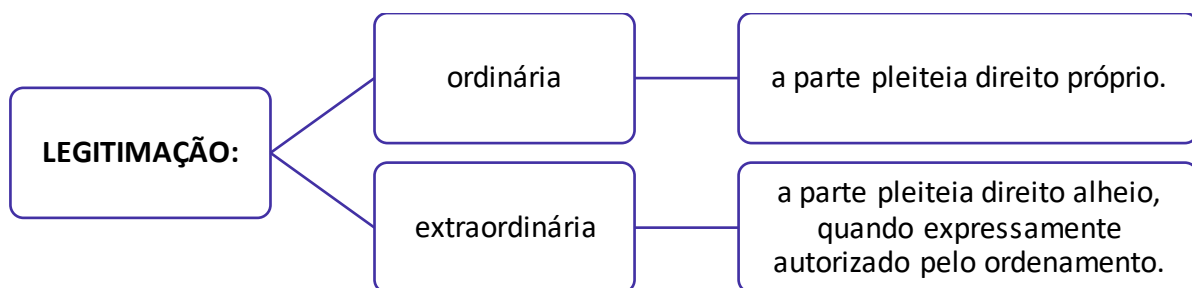 LEGITIMAÇÃO:
ordinária
a parte pleiteia direito próprio.
extraordinária
a parte pleiteia direito alheio,
quando expressamente
autorizado pelo ordenamento.